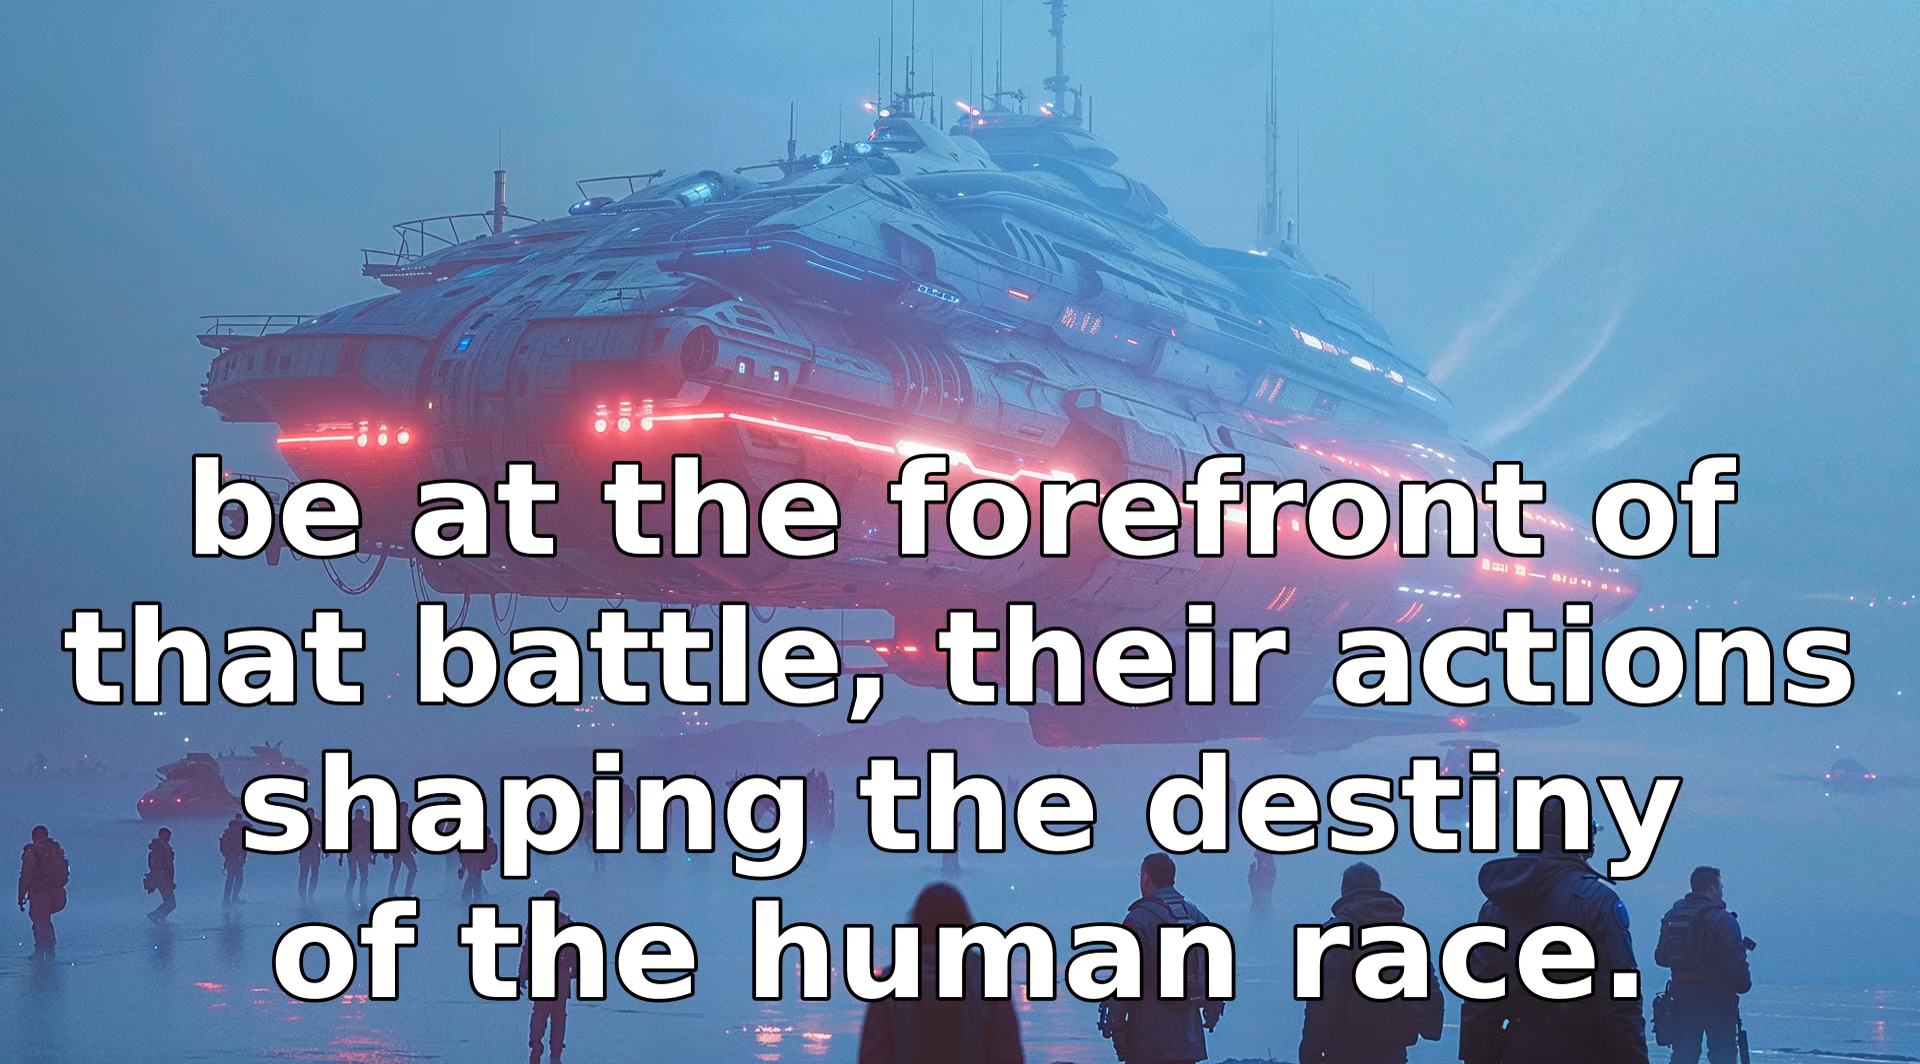 be at the forefront of
that battle, their actions
shaping the destiny
of the human race.